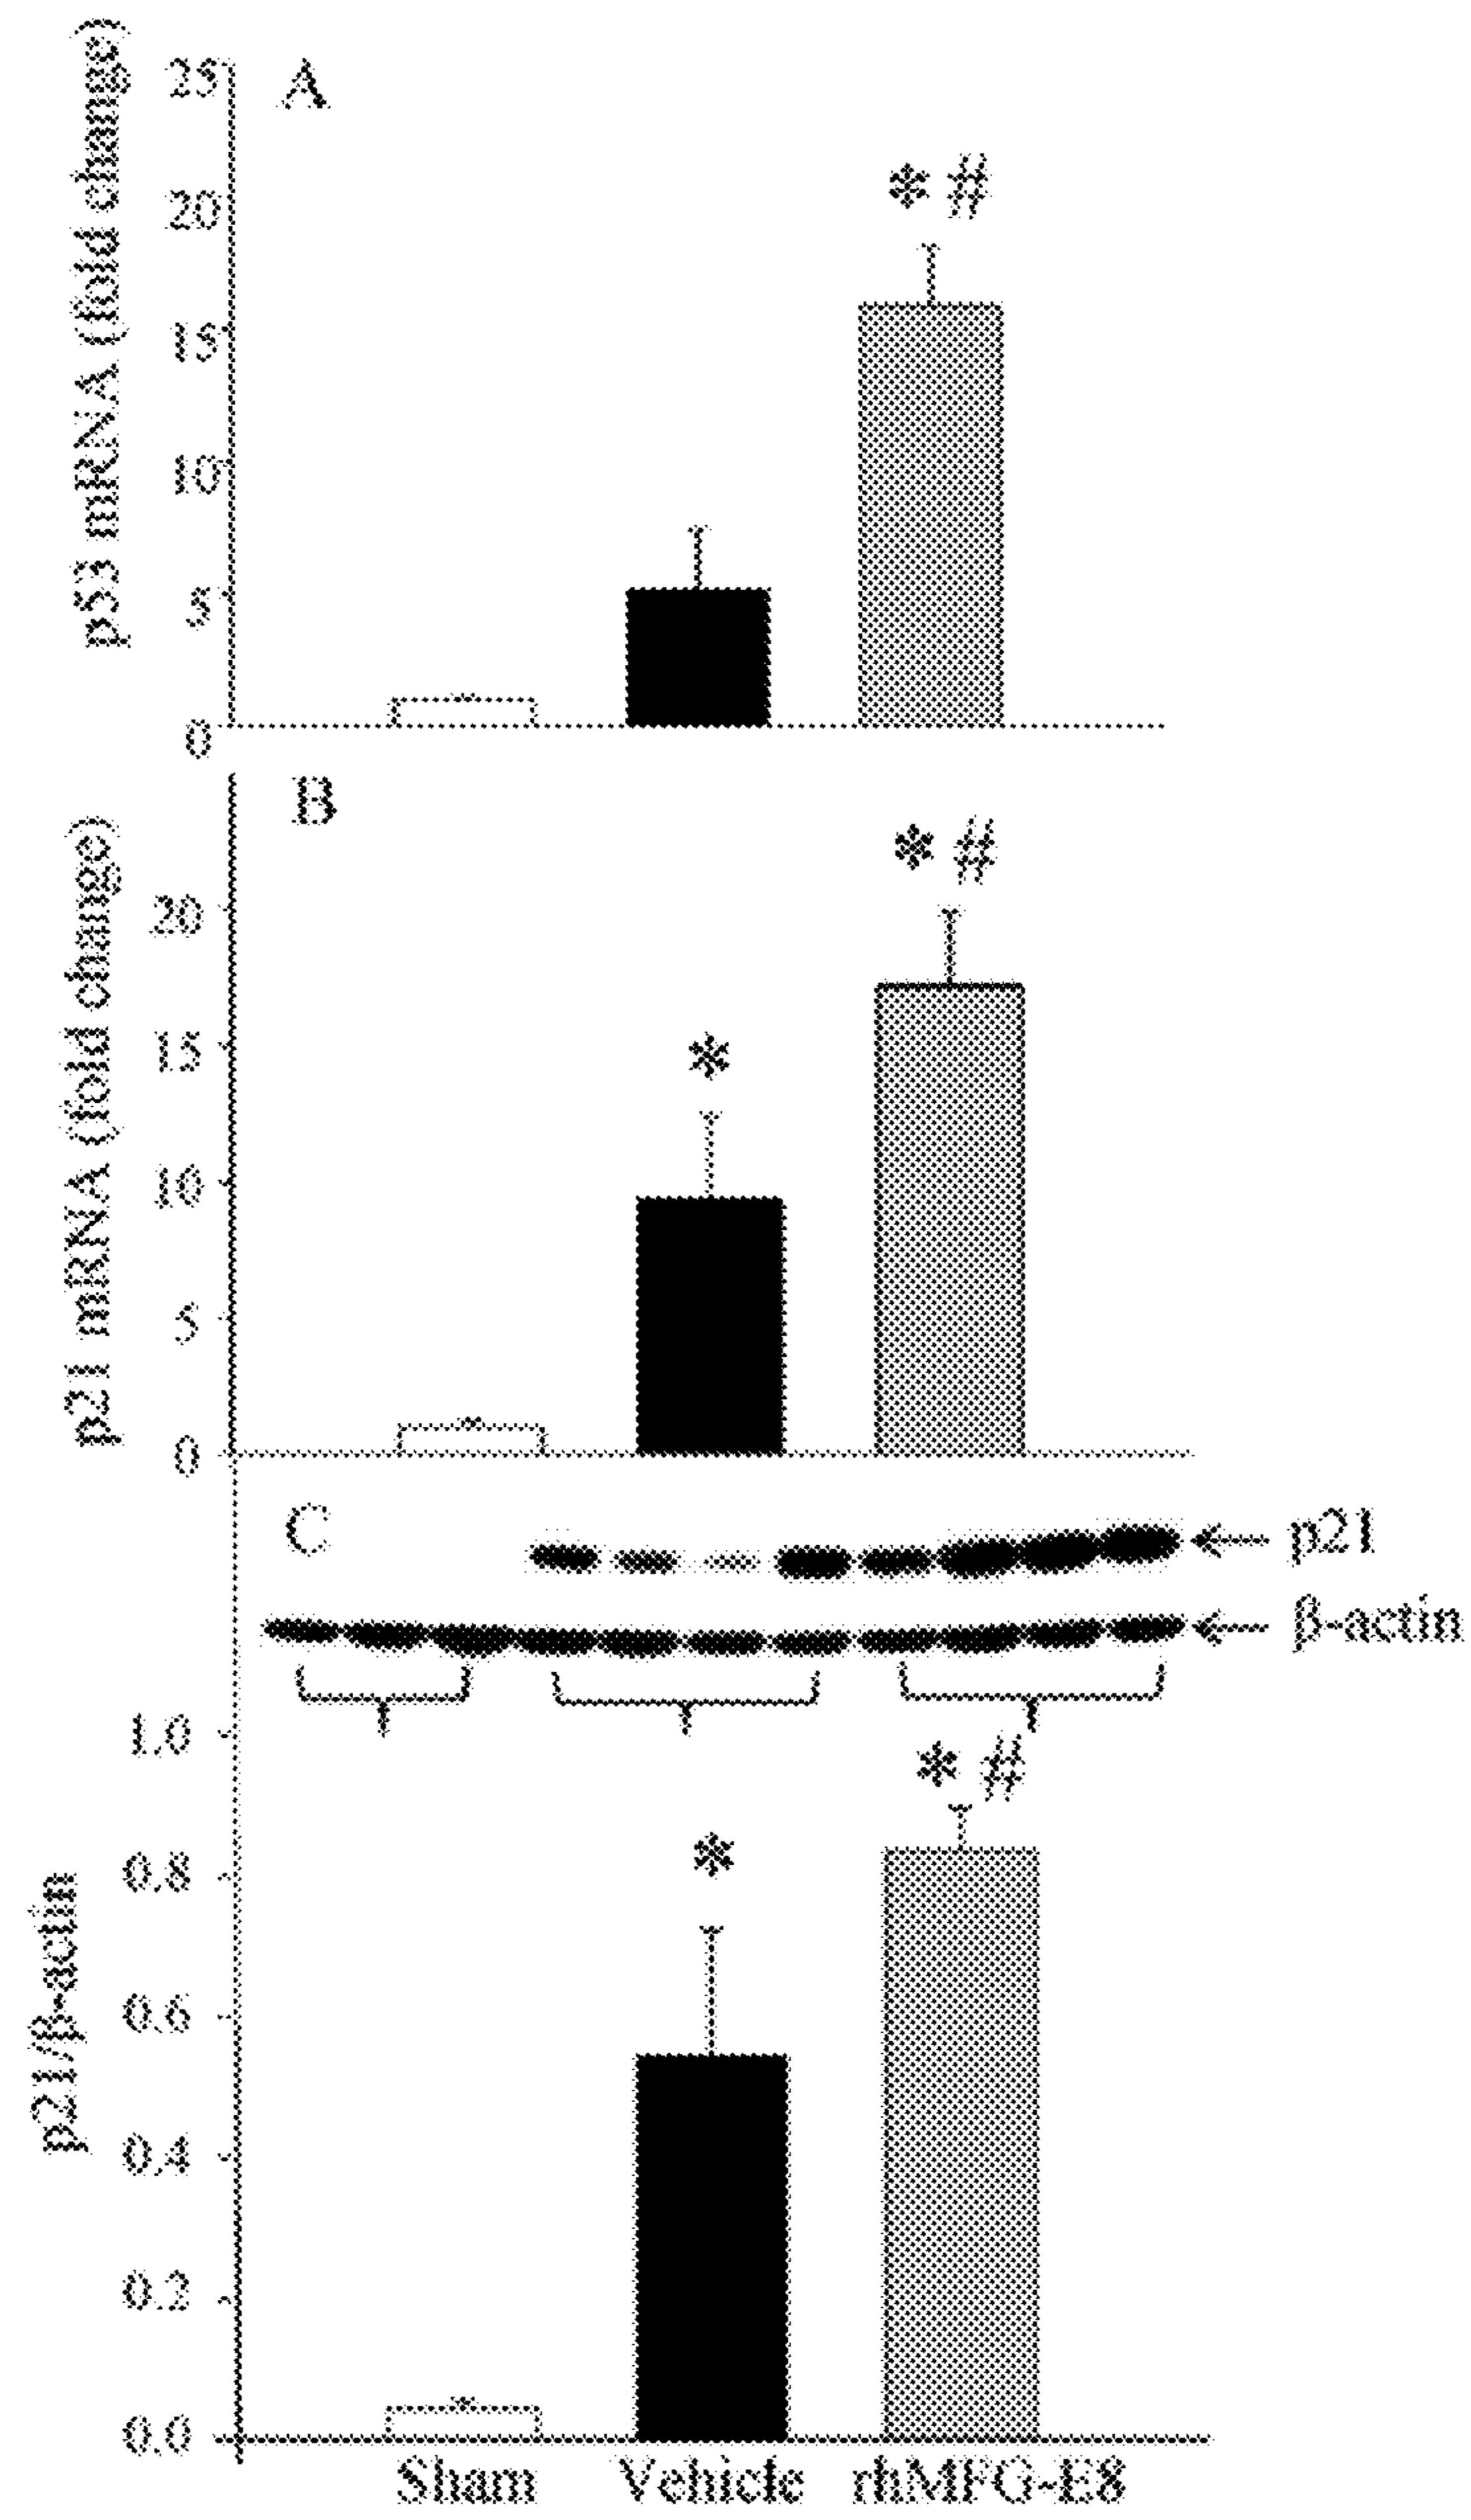 A
p53 mRNA (fold change)
25
20
15
10
5
0
* #
B
p21 mRNA (fold change)
20
15
10
5
0
*
* #
C
p21
β-actin
p21/β-actin
1.0
0.8
0.6
0.4
0.2
0.0
*
* #
Sham Vehicle rhMFG-E8